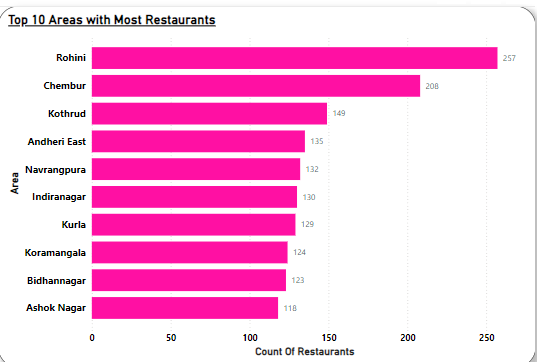 Top 10 Areas with Most Restaurants
Rohini 257
Chembur 208
Kothrud 149
Andheri East 135
Navrangpura 132
Indiranagar 130
Kurla 129
Koramangala 124
Bidhannagar 123
Ashok Nagar 118
Area
0 50 100 150 200 250
Count Of Restaurants